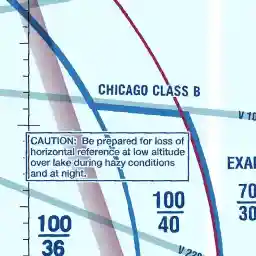 CHICAGO CLASS B
V 10
CAUTION: Be prepared for loss of
horizontal reference at low altitude
over lake during hazy conditions
and at night.
EXA
70
30
100
40
100
36
V 228